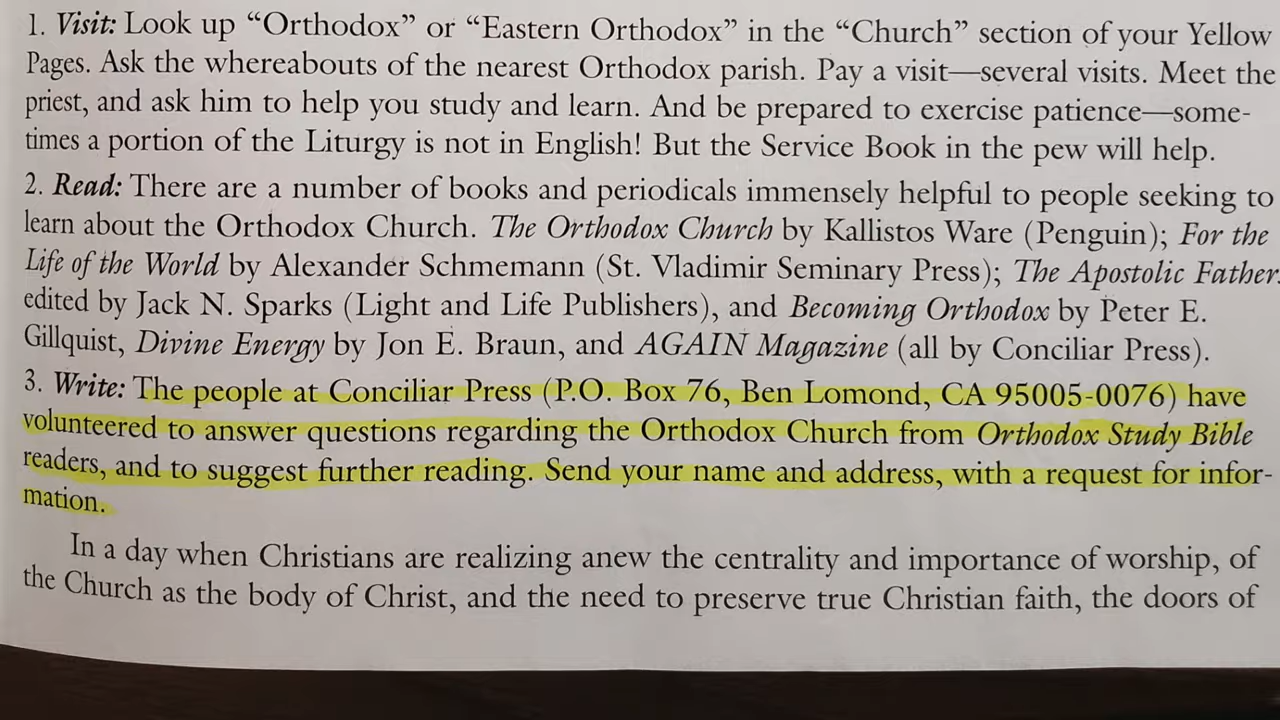 1. Visit: Look up “Orthodox” or “Eastern Orthodox” in the “Church” section of your Yellow
Pages. Ask the whereabouts of the nearest Orthodox parish. Pay a visit—several visits. Meet the
priest, and ask him to help you study and learn. And be prepared to exercise patience—some-
times a portion of the Liturgy is not in English! But the Service Book in the pew will help.
2. Read: There are a number of books and periodicals immensely helpful to people seeking to
learn about the Orthodox Church. The Orthodox Church by Kallistos Ware (Penguin); For the
Life of the World by Alexander Schmemann (St. Vladimir Seminary Press); The Apostolic Father
edited by Jack N. Sparks (Light and Life Publishers), and Becoming Orthodox by Peter E.
Gillquist, Divine Energy by Jon E. Braun, and AGAIN Magazine (all by Conciliar Press).
3. Write: The people at Conciliar Press (P.O. Box 76, Ben Lomond, CA 95005-0076) have
volunteered to answer questions regarding the Orthodox Church from Orthodox Study Bible
readers, and to suggest further reading. Send your name and address, with a request for infor-
mation.
In a day when Christians are realizing anew the centrality and importance of worship, of
the Church as the body of Christ, and the need to preserve true Christian faith, the doors of